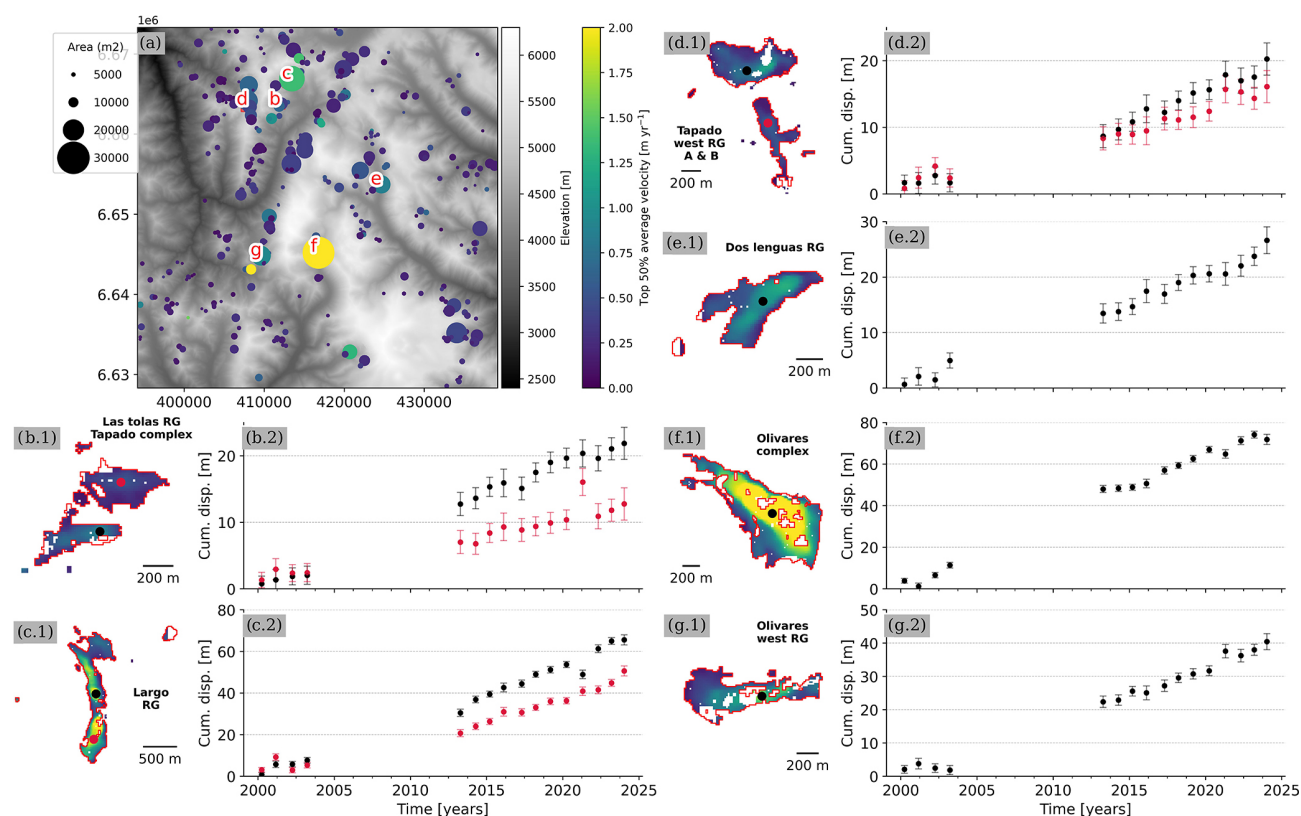 1e6
Area (m2)
5000
10000
20000
30000
(a)
6.67
6.66
6.65
6.64
6.63
400000
410000
420000
430000
c
d
b
e
f
g
6000
5500
5000
4500
4000
3500
3000
2500
Elevation [m]
2.00
1.75
1.50
1.25
1.00
0.75
0.50
0.25
0.00
Top 50% average velocity [m yr⁻¹]
(d.1)
Tapado
west RG
A & B
200 m
(d.2)
Cum. disp. [m]
20
10
0
(e.1)
Dos lenguas RG
200 m
(e.2)
Cum. disp. [m]
30
20
10
0
(b.1)
Las tolas RG
Tapado complex
200 m
(b.2)
Cum. disp. [m]
20
10
0
(f.1)
Olivares
complex
200 m
(f.2)
Cum. disp. [m]
80
60
40
20
0
(c.1)
Largo
RG
500 m
(c.2)
Cum. disp. [m]
80
60
40
20
0
2000
2005
2010
2015
2020
2025
Time [years]
(g.1)
Olivares
west RG
200 m
(g.2)
Cum. disp. [m]
50
40
30
20
10
0
2000
2005
2010
2015
2020
2025
Time [years]